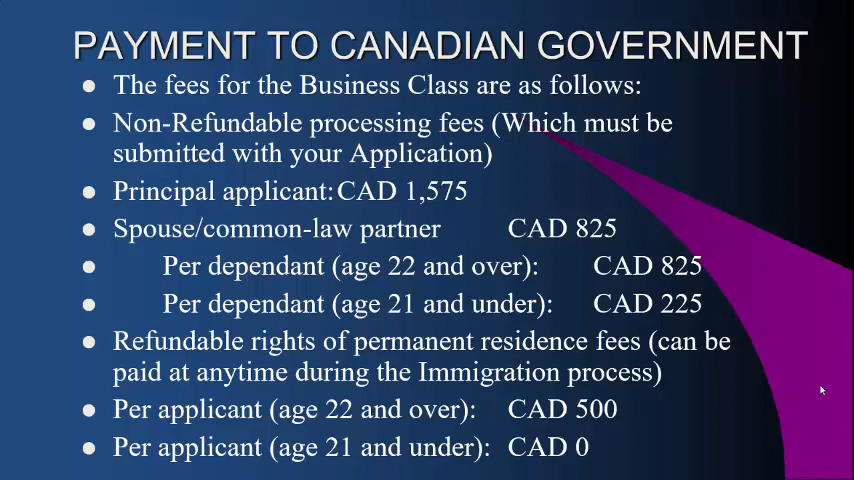 PAYMENT TO CANADIAN GOVERNMENT
● The fees for the Business Class are as follows:
● Non-Refundable processing fees (Which must be
submitted with your Application)
● Principal applicant: CAD 1,575
● Spouse/common-law partner CAD 825
● Per dependant (age 22 and over): CAD 825
● Per dependant (age 21 and under): CAD 225
● Refundable rights of permanent residence fees (can be
paid at anytime during the Immigration process)
● Per applicant (age 22 and over): CAD 500
● Per applicant (age 21 and under): CAD 0